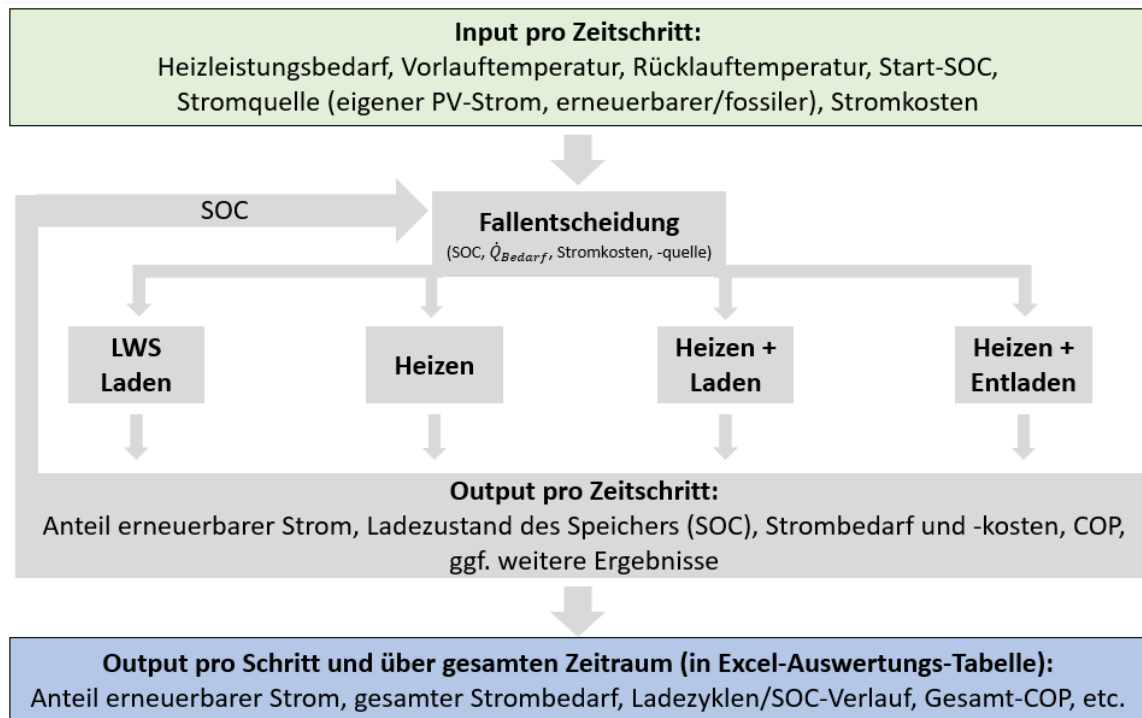 Input pro Zeitschritt:
Heizleistungsbedarf, Vorlauftemperatur, Rücklauftemperatur, Start-SOC,
Stromquelle (eigener PV-Strom, erneuerbarer/fossiler), Stromkosten
SOC
Fallentscheidung
(SOC, Q̇_Bedarf, Stromkosten, -quelle)
LWS
Laden
Heizen
Heizen +
Laden
Heizen +
Entladen
Output pro Zeitschritt:
Anteil erneuerbarer Strom, Ladezustand des Speichers (SOC), Strombedarf und -kosten, COP,
ggf. weitere Ergebnisse
Output pro Schritt und über gesamten Zeitraum (in Excel-Auswertungs-Tabelle):
Anteil erneuerbarer Strom, gesamter Strombedarf, Ladezyklen/SOC-Verlauf, Gesamt-COP, etc.